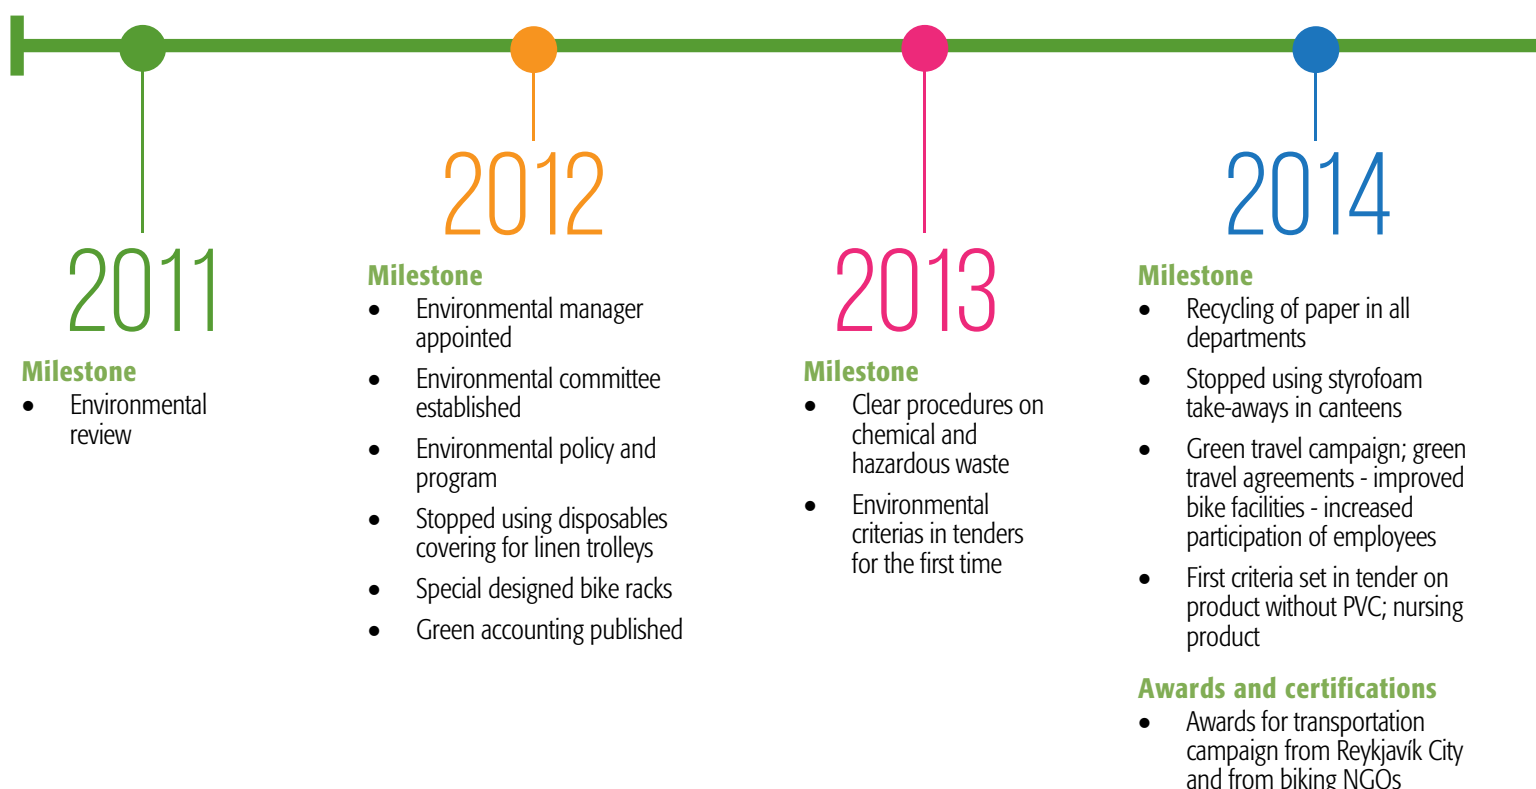 2011
Milestone
• Environmental
review
2012
Milestone
• Environmental manager
appointed
• Environmental committee
established
• Environmental policy and
program
• Stopped using disposables
covering for linen trolleys
• Special designed bike racks
• Green accounting published
2013
Milestone
• Clear procedures on
chemical and
hazardous waste
• Environmental
criterias in tenders
for the first time
2014
Milestone
• Recycling of paper in all
departments
• Stopped using styrofoam
take-aways in canteens
• Green travel campaign; green
travel agreements - improved
bike facilities - increased
participation of employees
• First criteria set in tender on
product without PVC; nursing
product
Awards and certifications
• Awards for transportation
campaign from Reykjavík City
and from biking NGOs